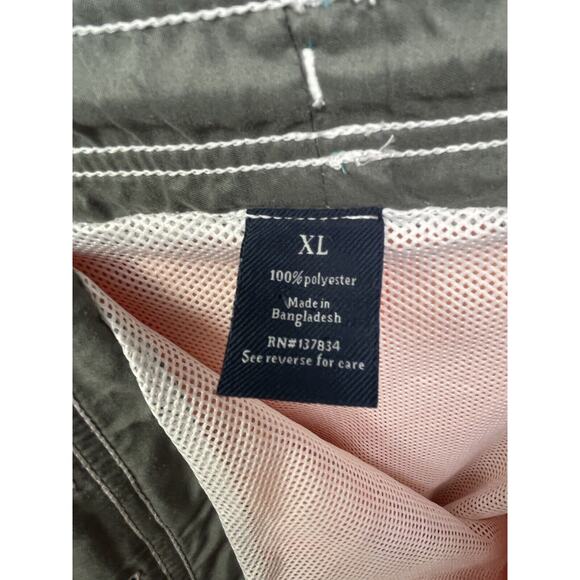 XL
100% polyester
Made in
Bangladesh
RN#137834
See reverse for care